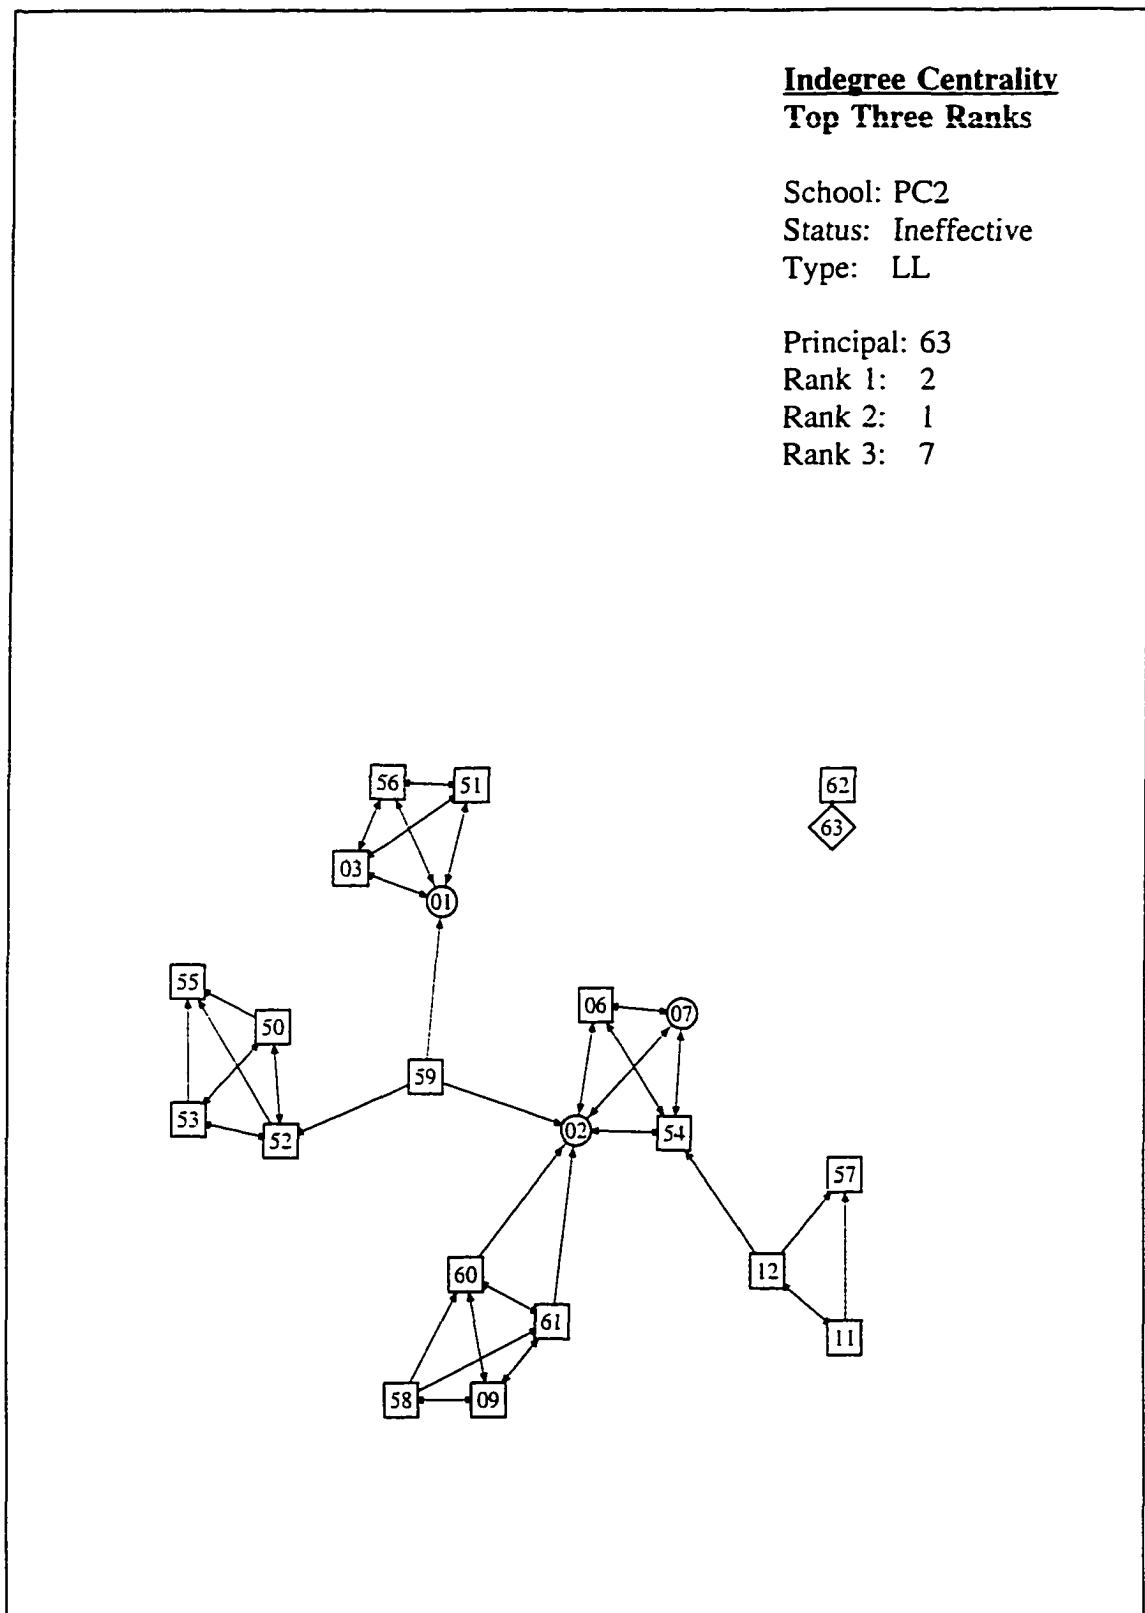 Indegree Centrality
Top Three Ranks
School: PC2
Status: Ineffective
Type: LL
Principal: 63
Rank 1: 2
Rank 2: 1
Rank 3: 7
56
51
62
63
03
01
55
50
06
07
59
53
52
02
54
57
60
12
61
11
58
09